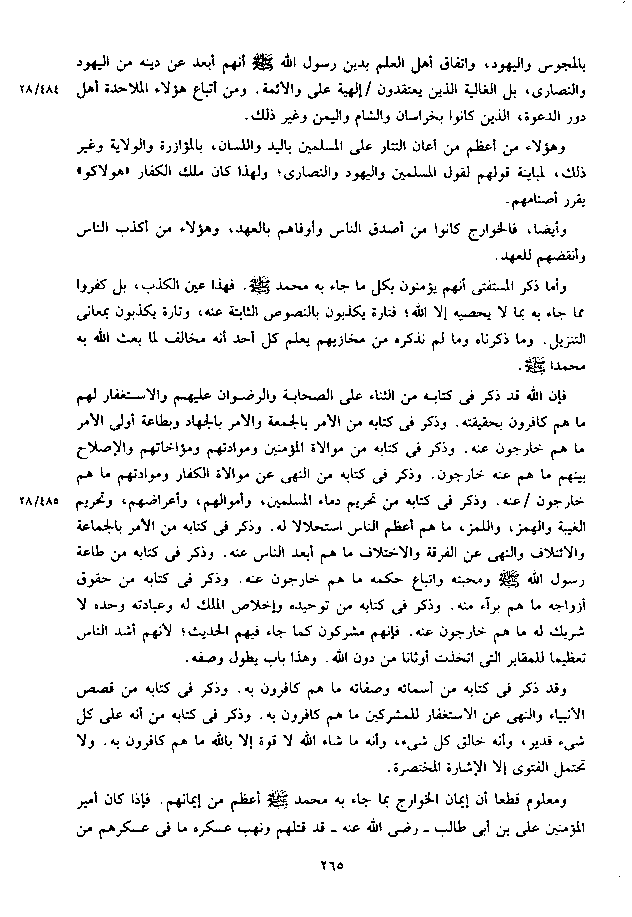 بالمجوس واليهود، واتفاق أهل العلم بدين رسول الله ﷺ أنهم أبعد عن دينه من اليهود
والنصارى، بل الغالية الذين يعتقدون /إلهية على والأئمة. ومن أتباع هؤلاء الملاحدة أهل ٢٨/٤٨٤
دور الدعوة، الذين كانوا بخراسان والشام واليمن وغير ذلك.
وهؤلاء من أعظم من أعان التتار على المسلمين باليد واللسان، بالمؤازرة والولاية وغير
ذلك، لمباينة قولهم لقول المسلمين واليهود والنصارى؛ ولهذا كان ملك الكفار «هولاكو»
يقرر أصنامهم.
وأيضا، فالخوارج كانوا من أصدق الناس وأوفاهم بالعهد، وهؤلاء من أكذب الناس
وأنقضهم للعهد.
وأما ذكر المستفتى أنهم يؤمنون بكل ما جاء به محمد ﷺ. فهذا عين الكذب، بل كفروا
مما جاء به بما لا يحصيه إلا الله؛ فتارة يكذبون بالنصوص الثابتة عنه، وتارة يكذبون بمعانى
التنزيل. وما ذكرناه وما لم نذكره من مخازيهم يعلم كل أحد أنه مخالف لما بعث الله به
محمدا ﷺ.
فإن الله قد ذكر فى كتابه من الثناء على الصحابة والرضوان عليهم والاستغفار لهم
ما هم كافرون بحقيقته. وذكر فى كتابه من الأمر بالجمعة والأمر بالجهاد وبطاعة أولى الأمر
ما هم خارجون عنه. وذكر فى كتابه من موالاة المؤمنين وموادتهم ومؤاخاتهم والإصلاح
بينهم ما هم عنه خارجون. وذكر فى كتابه من النهى عن موالاة الكفار وموادتهم ما هم
خارجون /عنه. وذكر فى كتابه من تحريم دماء المسلمين، وأموالهم، وأعراضهم، وتحريم ٢٨/٤٨٥
الغيبة والهمز، واللمز، ما هم أعظم الناس استحلالا له. وذكر فى كتابه من الأمر بالجماعة
والائتلاف والنهى عن الفرقة والاختلاف ما هم أبعد الناس عنه. وذكر فى كتابه من طاعة
رسول الله ﷺ ومحبته واتباع حكمه ما هم خارجون عنه. وذكر فى كتابه من حقوق
أزواجه ما هم برآء منه. وذكر فى كتابه من توحيده وإخلاص الملك له وعبادته وحده لا
شريك له ما هم خارجون عنه. فإنهم مشركون كما جاء فيهم الحديث؛ لأنهم أشد الناس
تعظيما للمقابر التى اتخذت أوثانا من دون الله. وهذا باب يطول وصفه.
وقد ذكر فى كتابه من أسمائه وصفاته ما هم كافرون به. وذكر فى كتابه من قصص
الأنبياء والنهى عن الاستغفار للمشركين ما هم كافرون به. وذكر فى كتابه من أنه على كل
شىء قدير، وأنه خالق كل شىء، وأنه ما شاء الله لا قوة إلا بالله ما هم كافرون به. ولا
تحتمل الفتوى إلا الإشارة المختصرة.
ومعلوم قطعا أن إيمان الخوارج بما جاء به محمد ﷺ أعظم من إيمانهم. فإذا كان أمير
المؤمنين على بن أبى طالب ـ رضى الله عنه ـ قد قتلهم ونهب عسكره ما فى عسكرهم من
٢٦٥